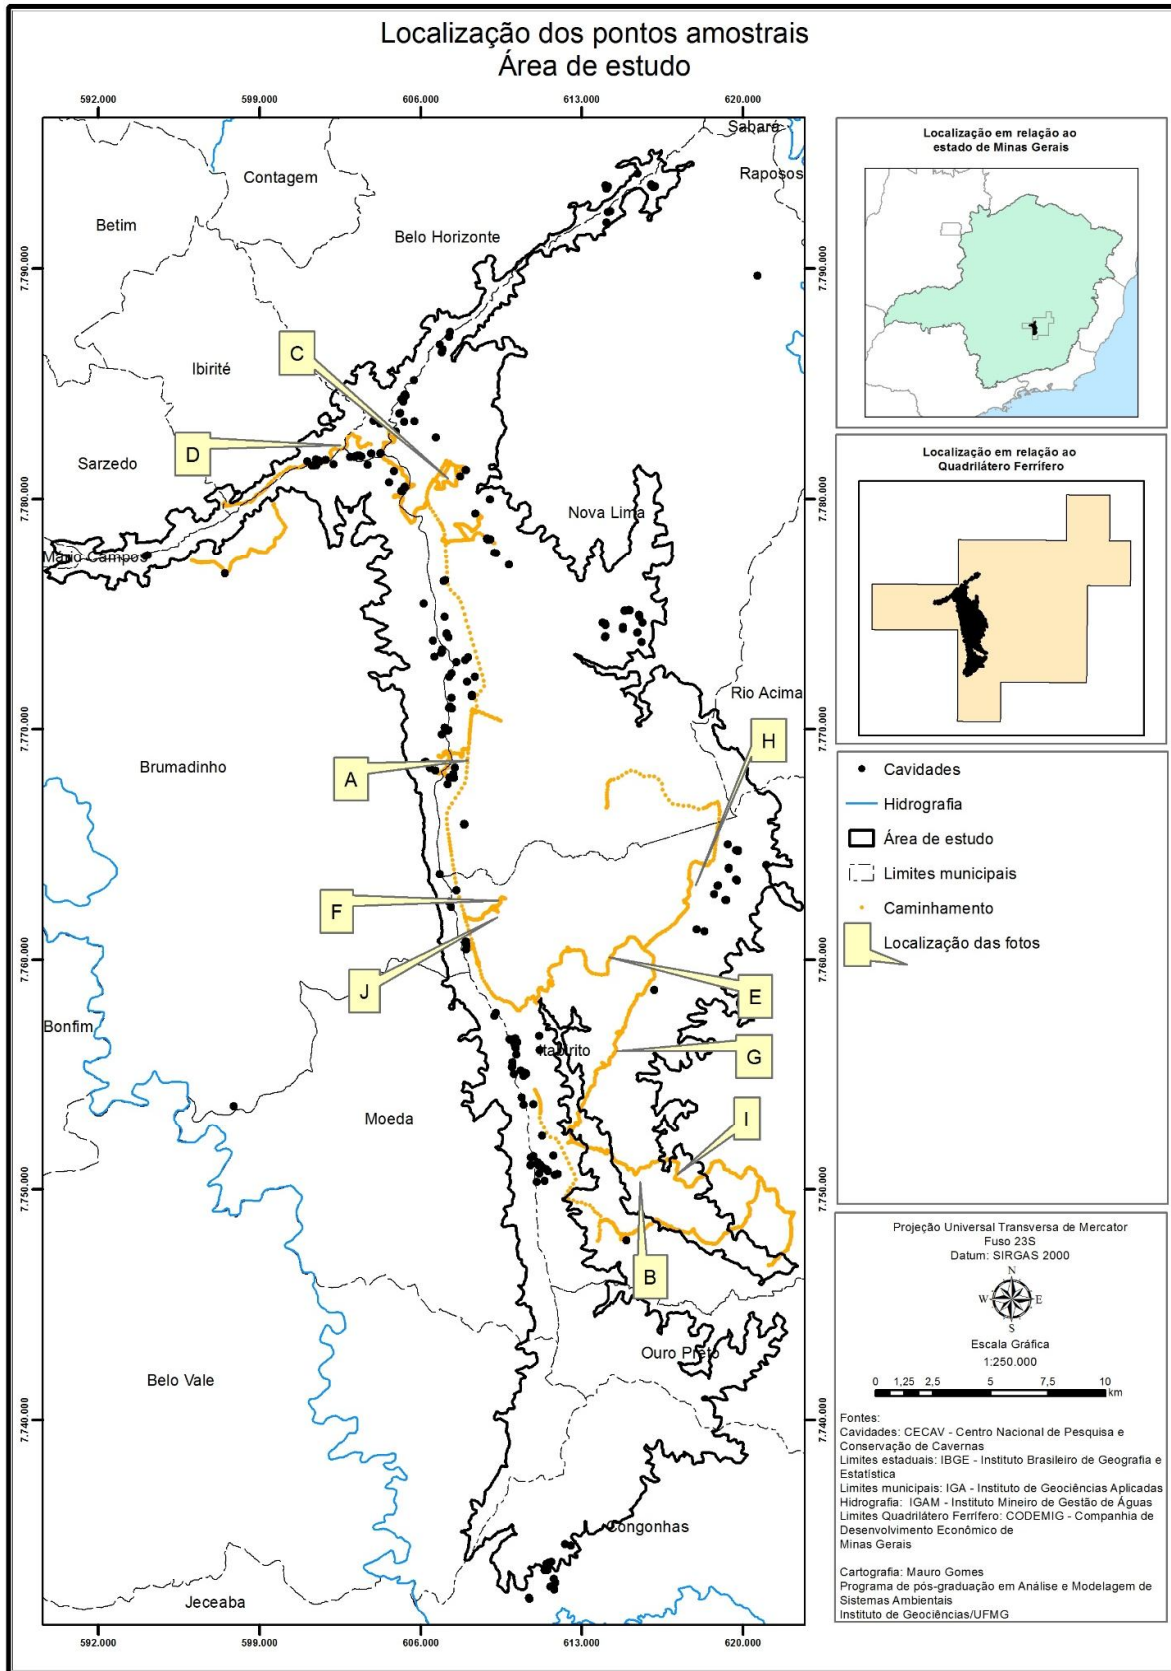 Localização dos pontos amostrais
Área de estudo
592.000
599.000
606.000
613.000
620.000
Sabará
Raposos
Contagem
Betim
Belo Horizonte
7.790.000
7.790.000
C
Ibirité
D
Sarzedo
7.780.000
7.780.000
Nova Lima
Mário Campos
Rio Acima
H
7.770.000
7.770.000
Brumadinho
A
F
J
7.760.000
7.760.000
E
Bonfim
Itabirito
G
Moeda
I
7.750.000
7.750.000
B
Ouro Preto
Belo Vale
7.740.000
7.740.000
Congonhas
Jeceaba
592.000
599.000
606.000
613.000
620.000
Localização em relação ao
estado de Minas Gerais
Localização em relação ao
Quadrilátero Ferrífero
Cavidades
Hidrografia
Área de estudo
Limites municipais
Caminhamento
Localização das fotos
Projeção Universal Transversa de Mercator
Fuso 23S
Datum: SIRGAS 2000
N
W
E
S
Escala Gráfica
1:250.000
0 1,25 2,5 5 7,5 10
km
Fontes:
Cavidades: CECAV - Centro Nacional de Pesquisa e
Conservação de Cavernas
Limites estaduais: IBGE - Instituto Brasileiro de Geografia e
Estatística
Limites municipais: IGA - Instituto de Geociências Aplicadas
Hidrografia: IGAM - Instituto Mineiro de Gestão de Águas
Limites Quadrilátero Ferrífero: CODEMIG - Companhia de
Desenvolvimento Econômico de
Minas Gerais
Cartografia: Mauro Gomes
Programa de pós-graduação em Análise e Modelagem de
Sistemas Ambientais
Instituto de Geociências/UFMG